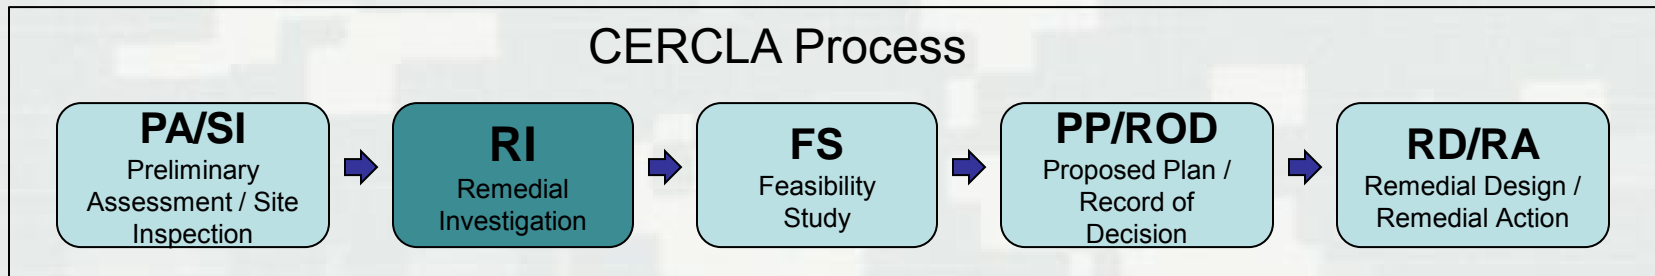 CERCLA Process
PA/SI
Preliminary
Assessment / Site
Inspection
RI
Remedial
Investigation
FS
Feasibility
Study
PP/ROD
Proposed Plan /
Record of
Decision
RD/RA
Remedial Design /
Remedial Action